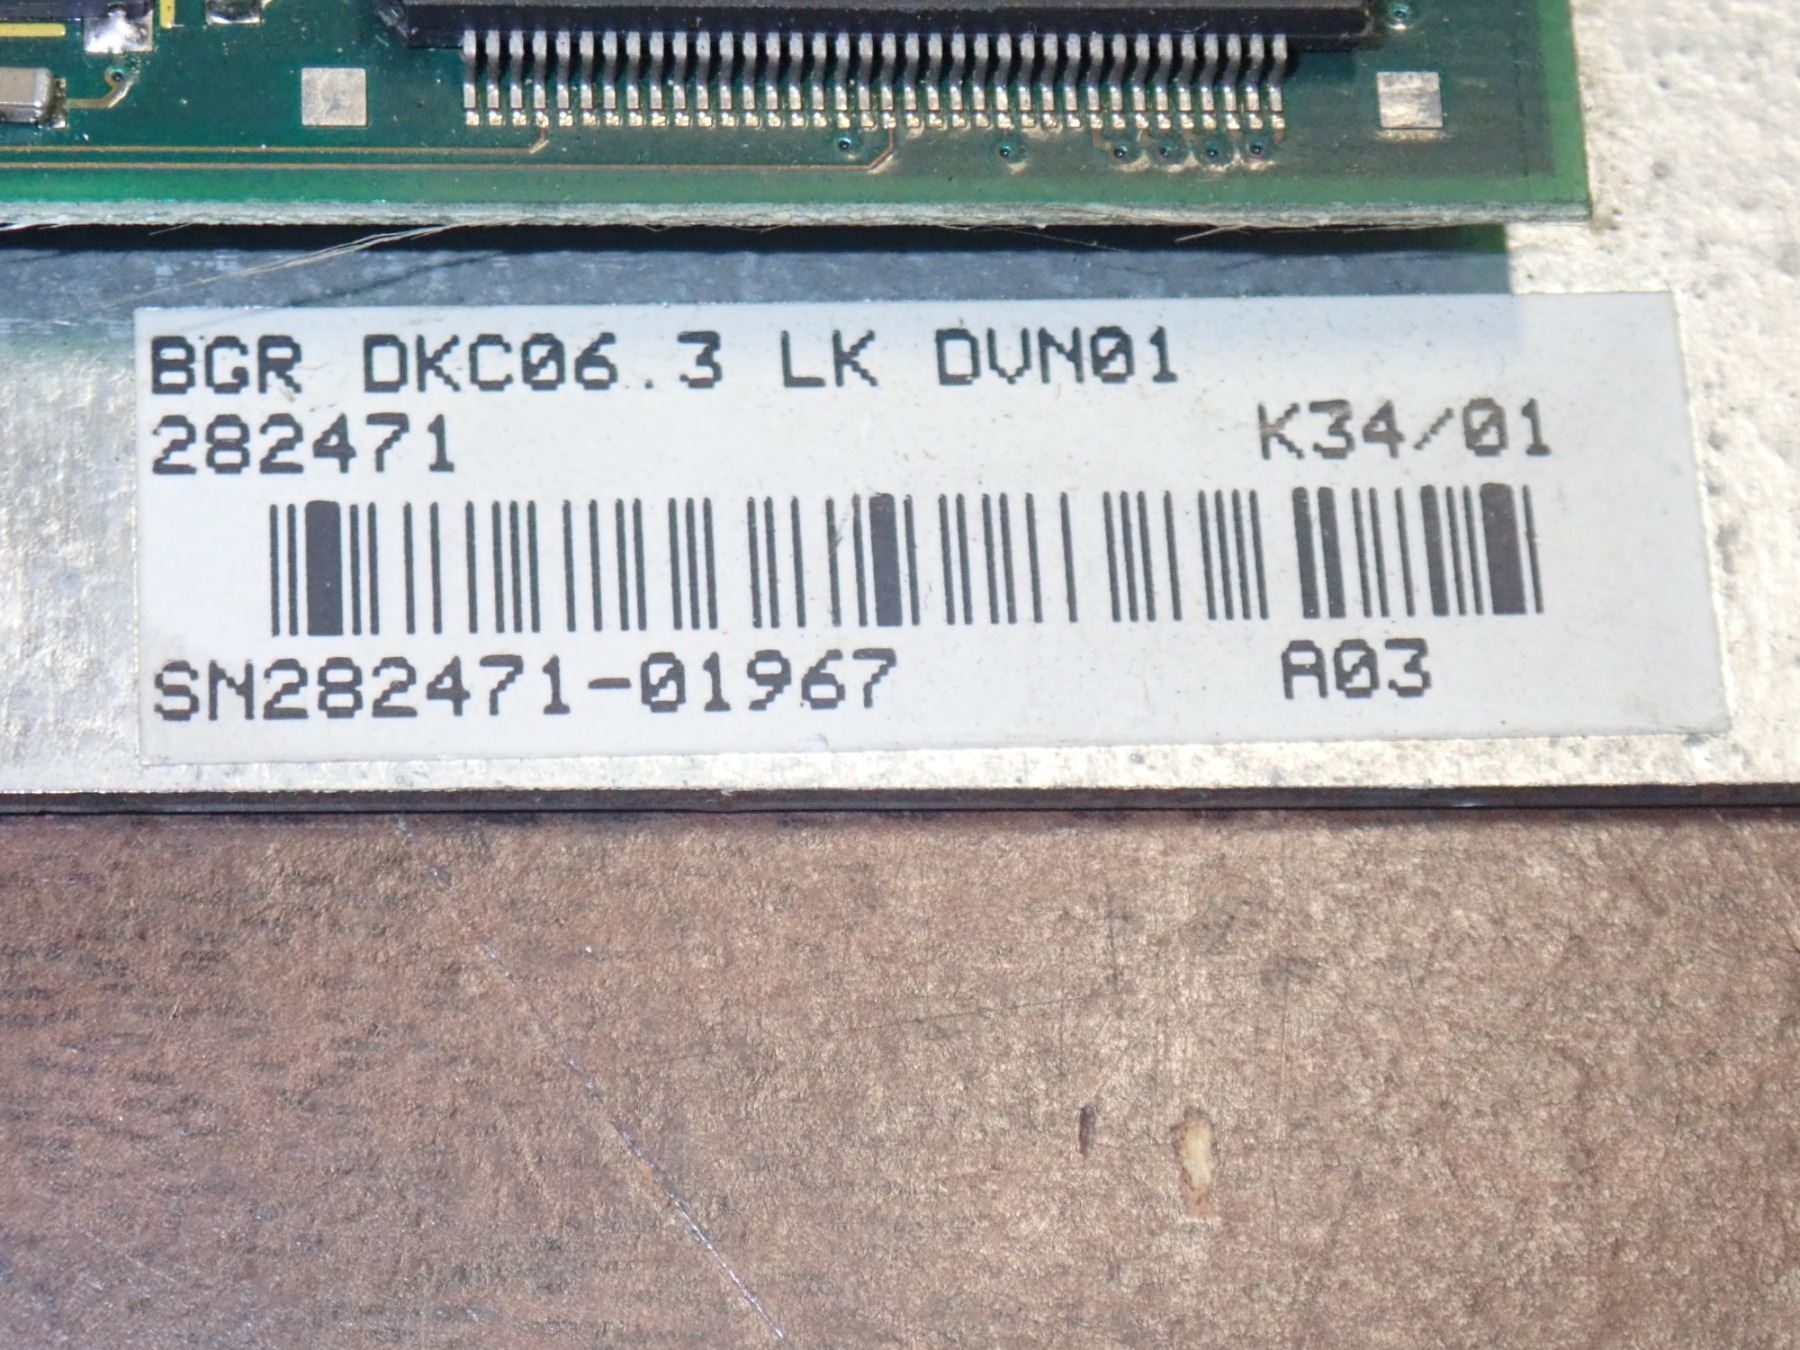 BGR DKC06.3 LK DVN01
282471 K34/01
SN282471-01967 A03